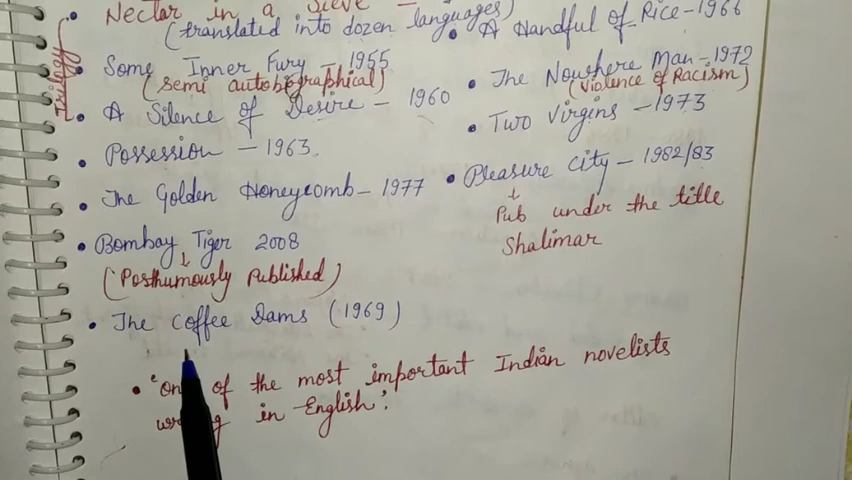 Trilogy
• Nectar in a Sieve –
(translated into dozen languages)
• Some Inner Fury – 1955
(semi autobiographical)
• A Silence of Desire – 1960
• Possession – 1963.
• The Golden Honeycomb – 1977
• Bombay Tiger 2008
(Posthumously Published)
• The Coffee Dams (1969)
• A Handful of Rice – 1966
• The Nowhere Man – 1972
(Violence of Racism)
• Two Virgins – 1973
• Pleasure City – 1982/83
Pub under the title
Shalimar
• 'one of the most important Indian novelists
in English'.